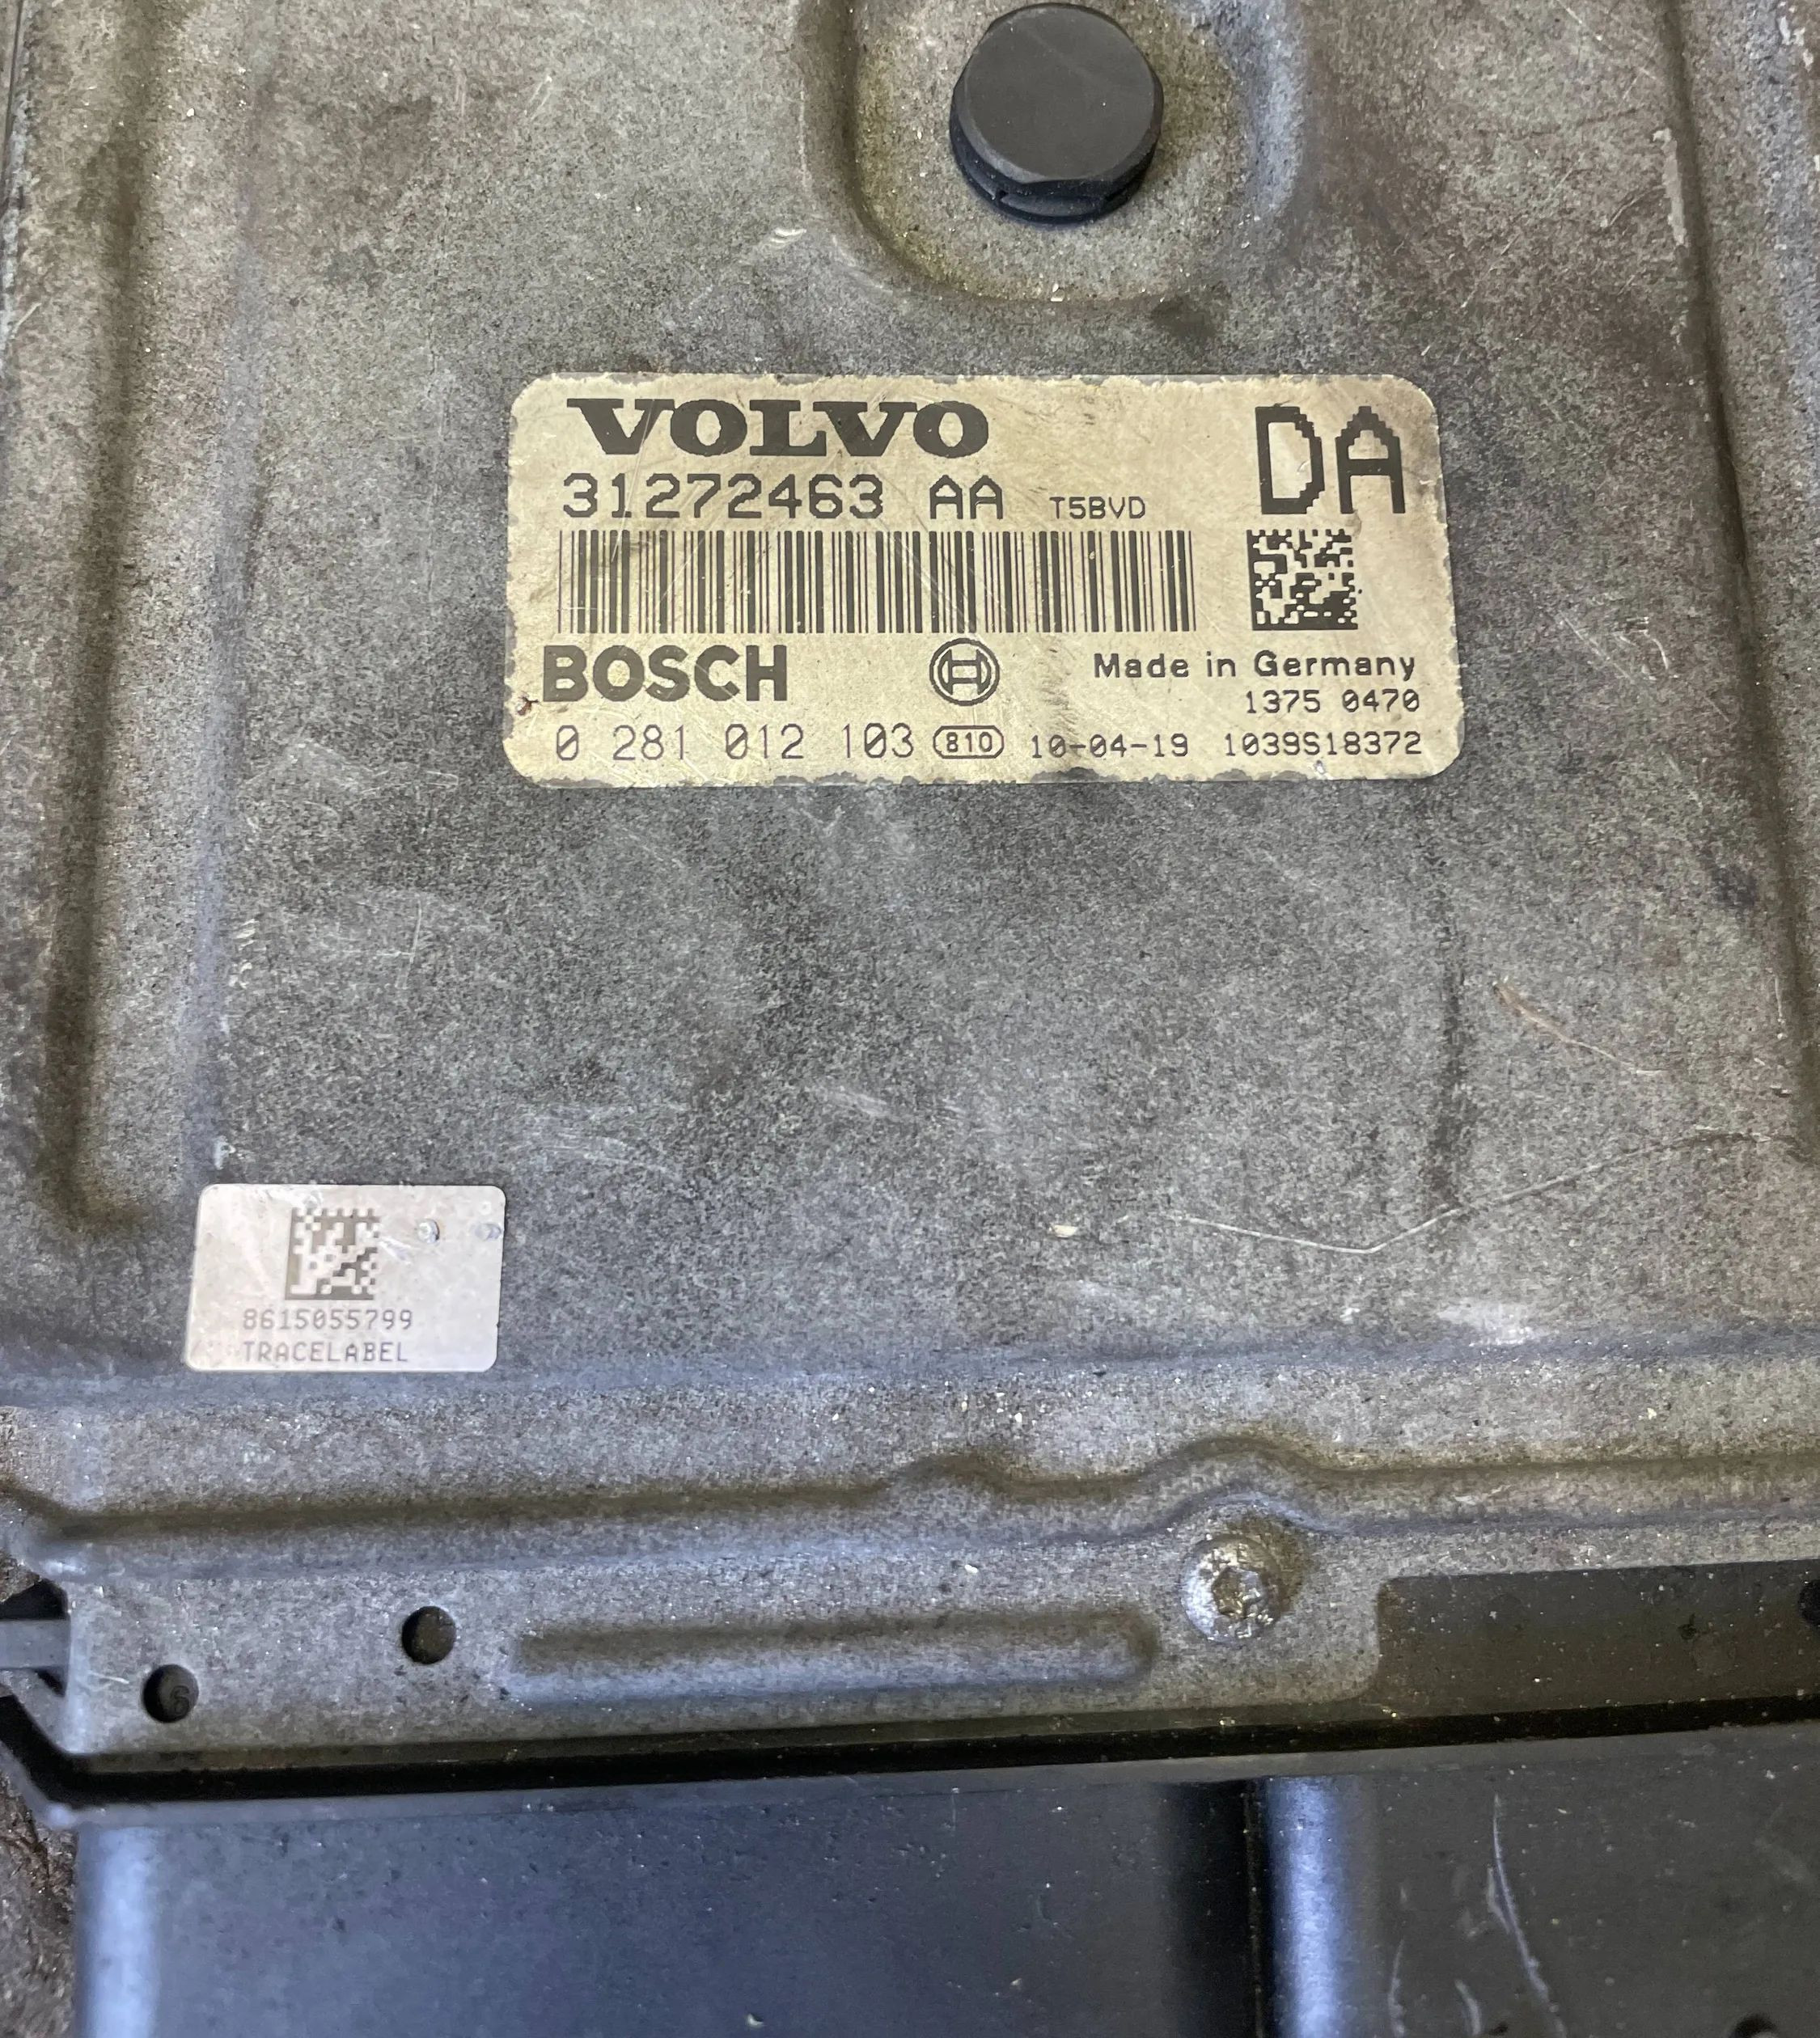 VOLVO
DA
31272463 AA T5BVD
BOSCH
Made in Germany
1375 0470
0 281 012 103 810 10-04-19 1039S18372
8615055799
TRACELABEL